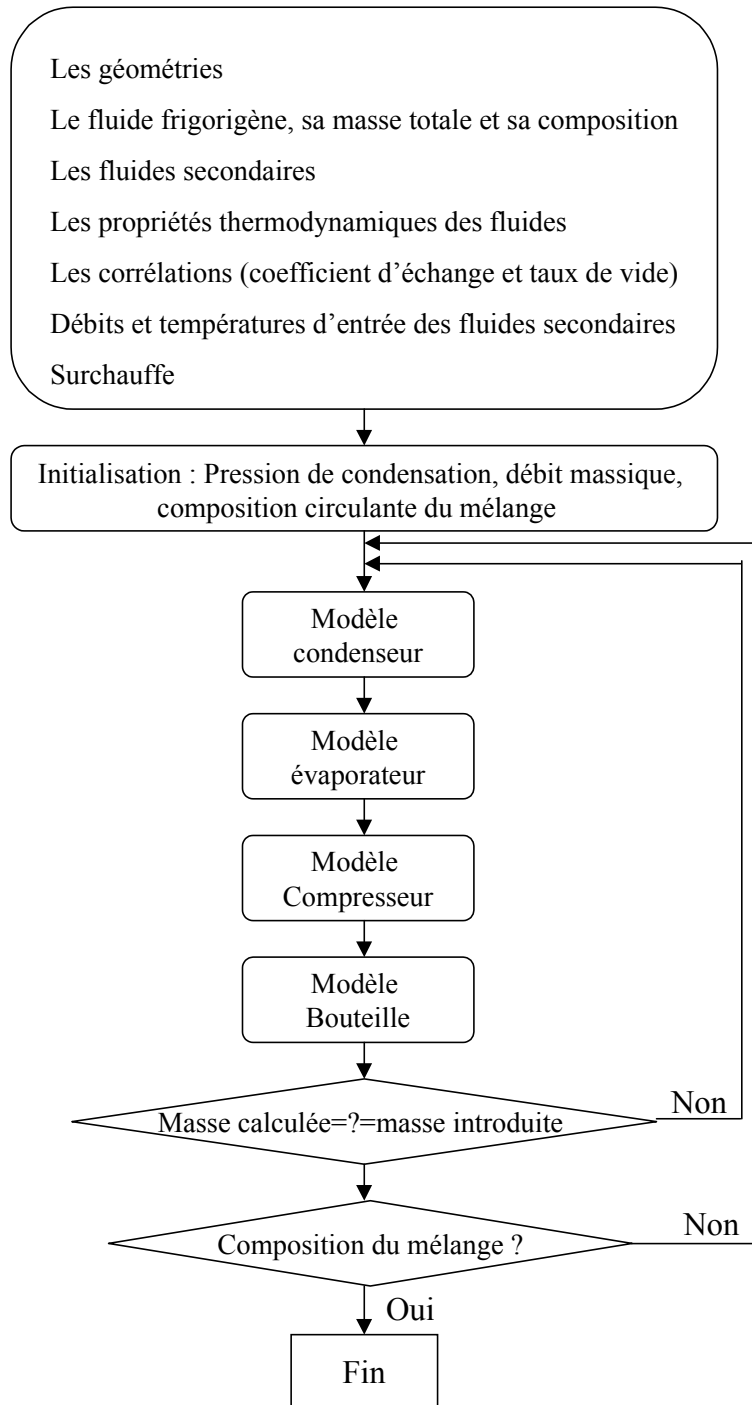 Les géométries
Le fluide frigorigène, sa masse totale et sa composition
Les fluides secondaires
Les propriétés thermodynamiques des fluides
Les corrélations (coefficient d’échange et taux de vide)
Débits et températures d’entrée des fluides secondaires
Surchauffe
Initialisation : Pression de condensation, débit massique,
composition circulante du mélange
Modèle
condenseur
Modèle
évaporateur
Modèle
Compresseur
Modèle
Bouteille
Masse calculée=?=masse introduite
Non
Composition du mélange ?
Non
Oui
Fin